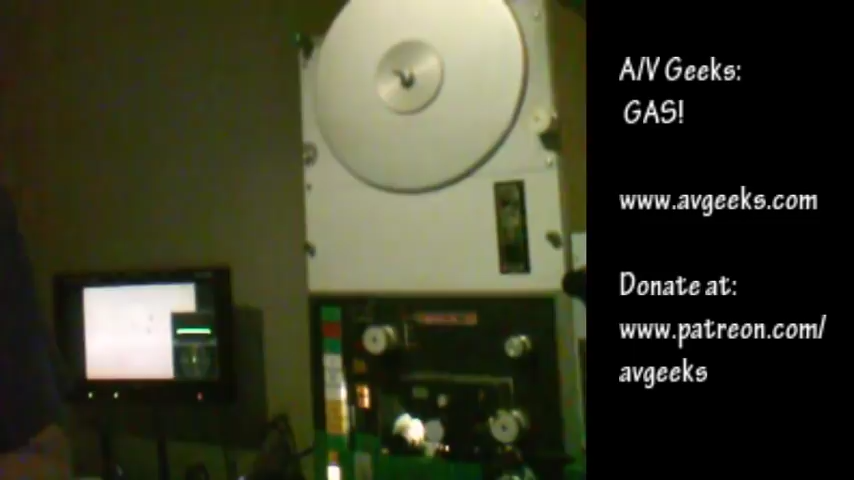 A/V Geeks:
GAS!
www.avgeeks.com
Donate at:
www.patreon.com/
avgeeks